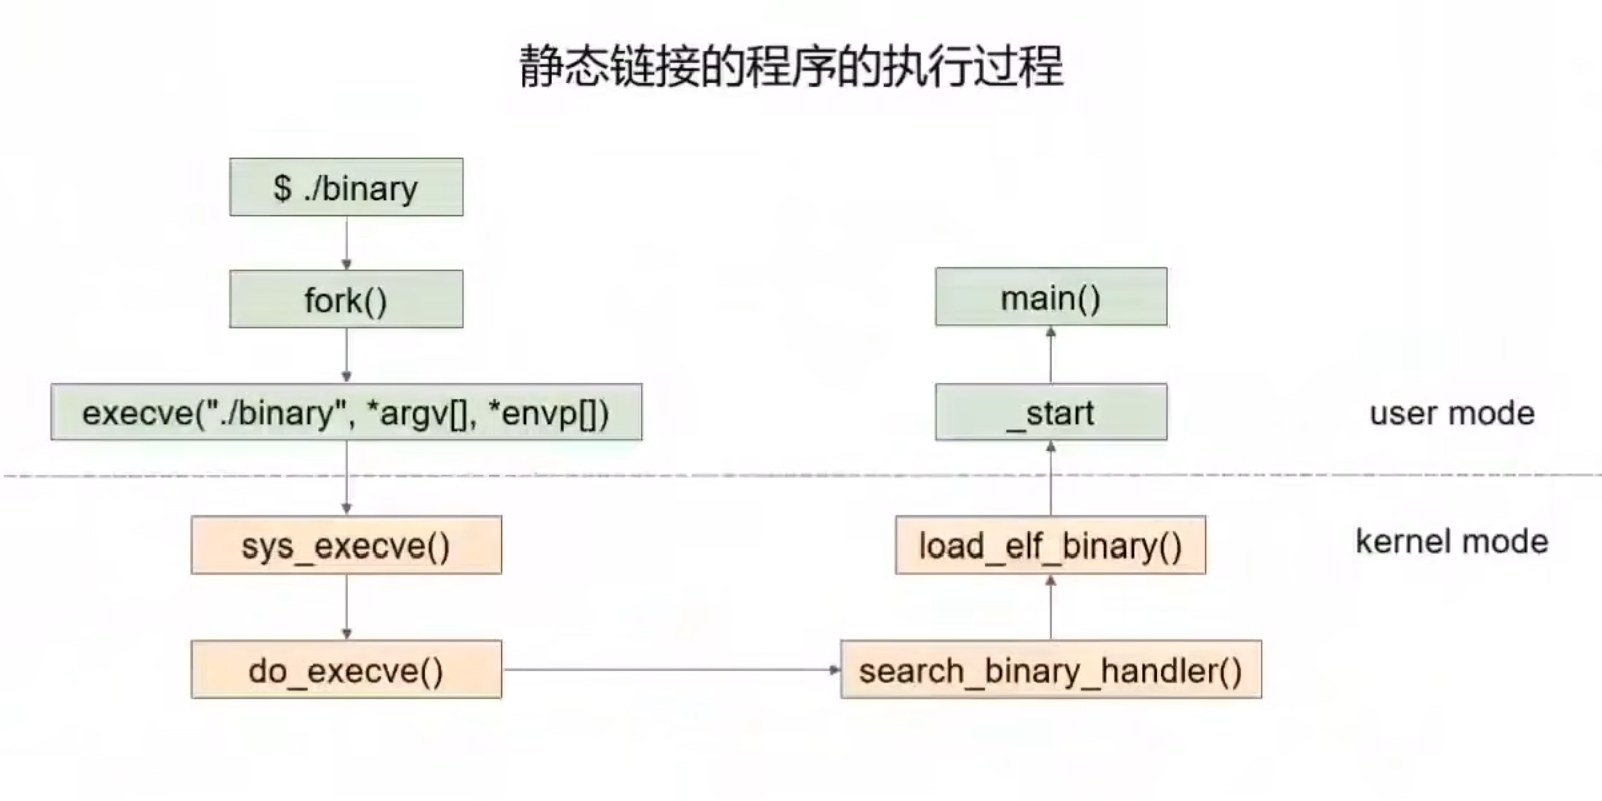 静态链接的程序的执行过程
$ ./binary
fork()
execve("./binary", *argv[], *envp[])
sys_execve()
do_execve()
search_binary_handler()
load_elf_binary()
_start
main()
user mode
kernel mode